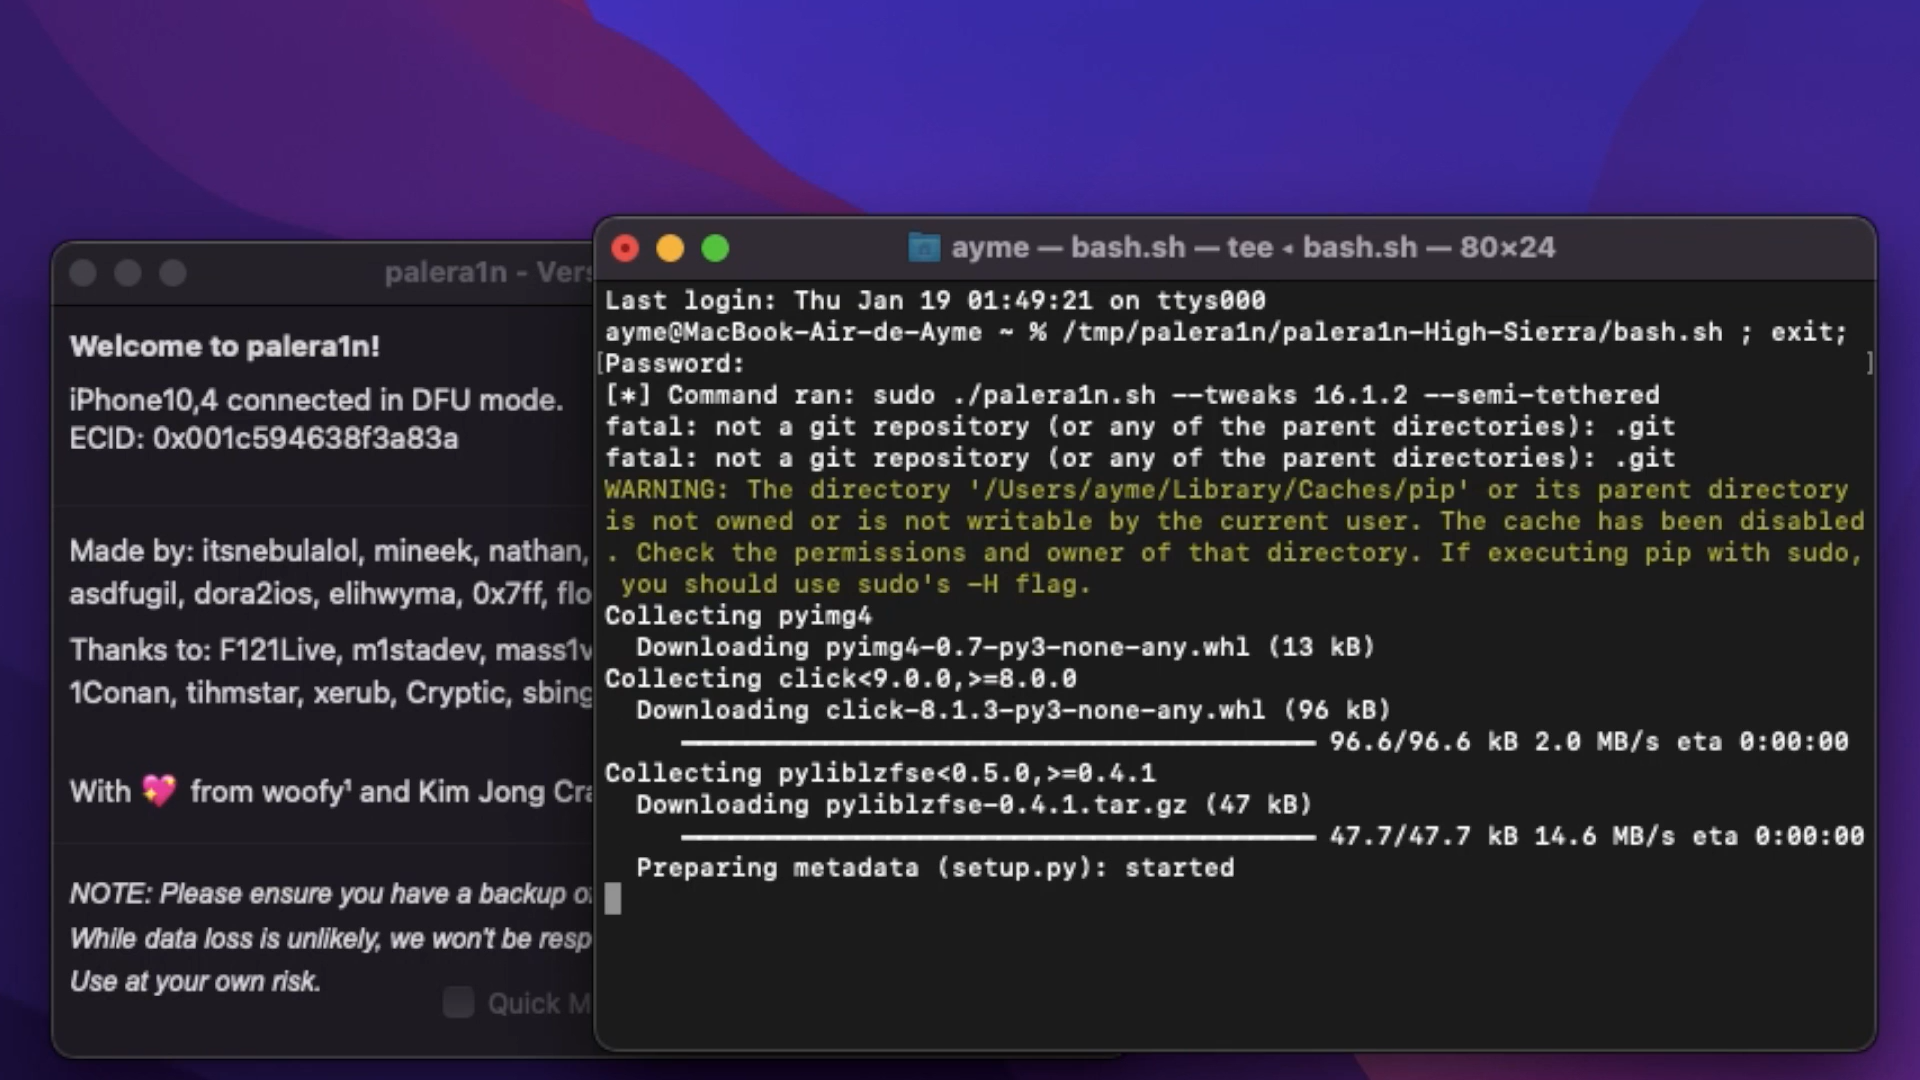 palera1n - Vers
Welcome to palera1n!
iPhone10,4 connected in DFU mode.
ECID: 0x001c594638f3a83a
Made by: itsnebulalol, mineek, nathan,
asdfugil, dora2ios, elihwyma, 0x7ff, flo
Thanks to: F121Live, m1stadev, mass1v
1Conan, tihmstar, xerub, Cryptic, sbing
With 💖 from woofy¹ and Kim Jong Cra
NOTE: Please ensure you have a backup of
While data loss is unlikely, we won't be resp
Use at your own risk.
Quick M
ayme — bash.sh — tee ◂ bash.sh — 80×24
Last login: Thu Jan 19 01:49:21 on ttys000
ayme@MacBook-Air-de-Ayme ~ % /tmp/palera1n/palera1n-High-Sierra/bash.sh ; exit;
[Password: ]
[*] Command ran: sudo ./palera1n.sh --tweaks 16.1.2 --semi-tethered
fatal: not a git repository (or any of the parent directories): .git
fatal: not a git repository (or any of the parent directories): .git
WARNING: The directory '/Users/ayme/Library/Caches/pip' or its parent directory
is not owned or is not writable by the current user. The cache has been disabled
. Check the permissions and owner of that directory. If executing pip with sudo,
you should use sudo's -H flag.
Collecting pyimg4
Downloading pyimg4-0.7-py3-none-any.whl (13 kB)
Collecting click<9.0.0,>=8.0.0
Downloading click-8.1.3-py3-none-any.whl (96 kB)
96.6/96.6 kB 2.0 MB/s eta 0:00:00
Collecting pyliblzfse<0.5.0,>=0.4.1
Downloading pyliblzfse-0.4.1.tar.gz (47 kB)
47.7/47.7 kB 14.6 MB/s eta 0:00:00
Preparing metadata (setup.py): started